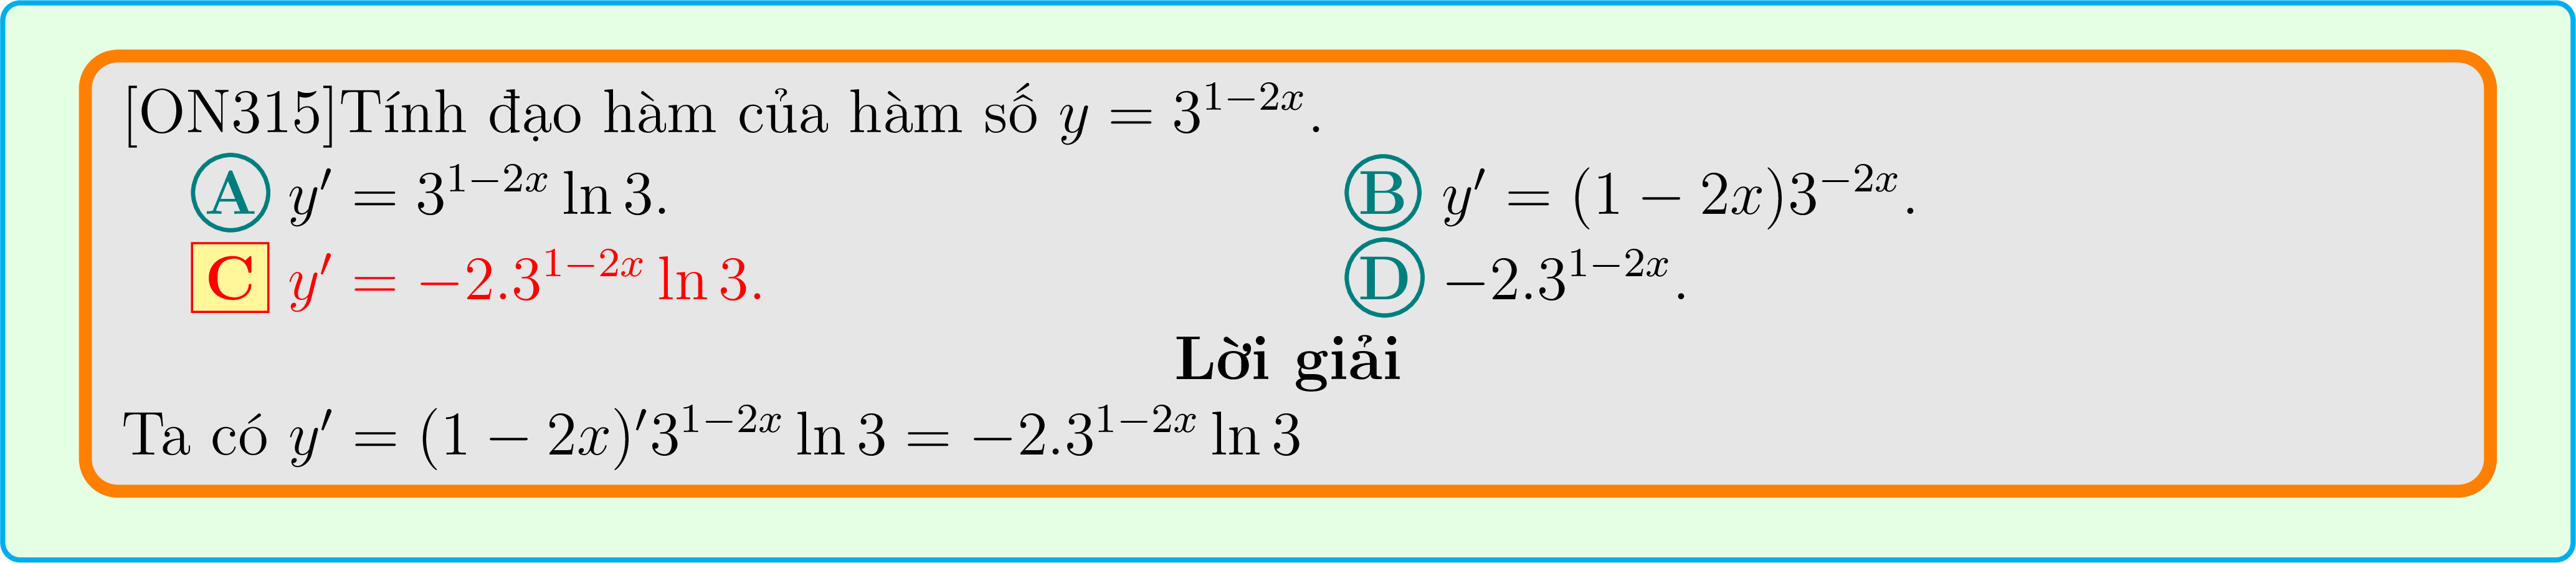 [ON315]Tính đạo hàm của hàm số $y = 3^{1-2x}$.
A $y' = 3^{1-2x} \ln 3$. B $y' = (1 - 2x)3^{-2x}$.
C $y' = -2.3^{1-2x} \ln 3$. D $-2.3^{1-2x}$.
Lời giải
Ta có $y' = (1 - 2x)'3^{1-2x} \ln 3 = -2.3^{1-2x} \ln 3$